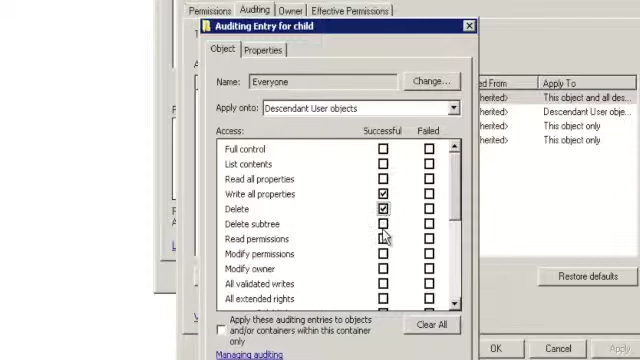 Permissions Auditing Owner Effective Permissions
Auditing Entry for child
Object Properties
Name: Everyone Change...
Apply onto: Descendant User objects
Access: Successful Failed
Full control
List contents
Read all properties
Write all properties
Delete
Delete subtree
Read permissions
Modify permissions
Modify owner
All validated writes
All extended rights
Apply these auditing entries to objects
and/or containers within this container
only
Clear All
Managing auditing
ed From Apply To
herited> This object and all des
herited> Descendant User obje
herited> This object only
herited> This object only
Restore defaults
OK Cancel Apply